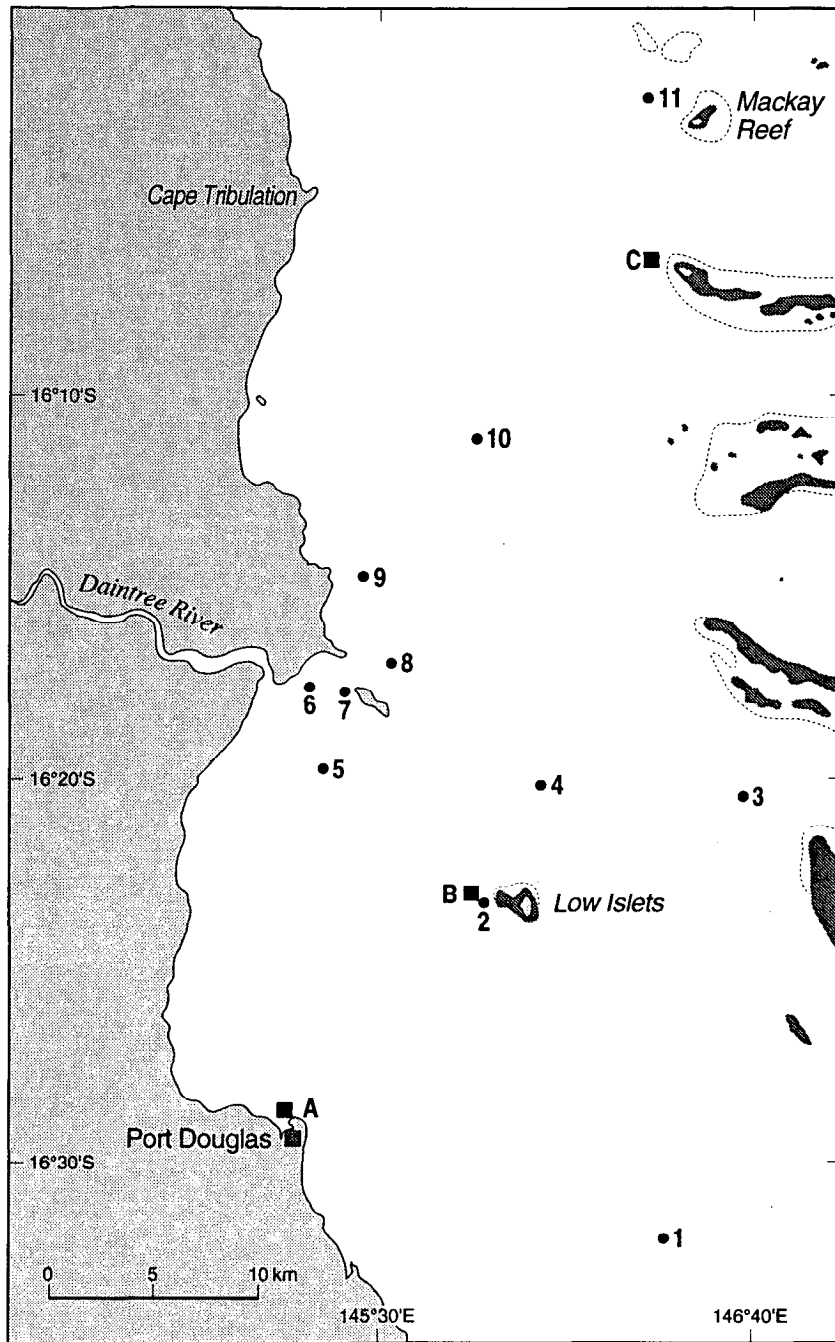 11
Mackay
Reef
Cape Tribulation
C
16°10'S
10
9
Daintree River
8
6
7
5
16°20'S
4
3
B
2
Low Islets
A
Port Douglas
16°30'S
1
0 5 10 km
145°30'E
146°40'E